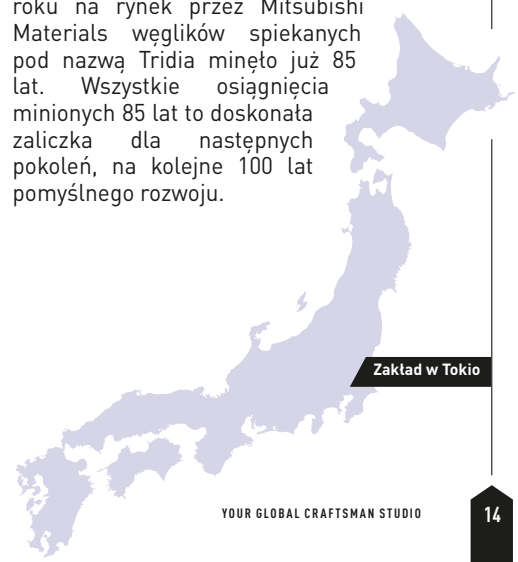 roku na rynek przez Mitsubishi
Materials węglików spiekanych
pod nazwą Tridia minęło już 85
lat. Wszystkie osiągnięcia
minionych 85 lat to doskonała
zaliczka dla następnych
pokoleń, na kolejne 100 lat
pomyślnego rozwoju.
Zakład w Tokio
YOUR GLOBAL CRAFTSMAN STUDIO
14